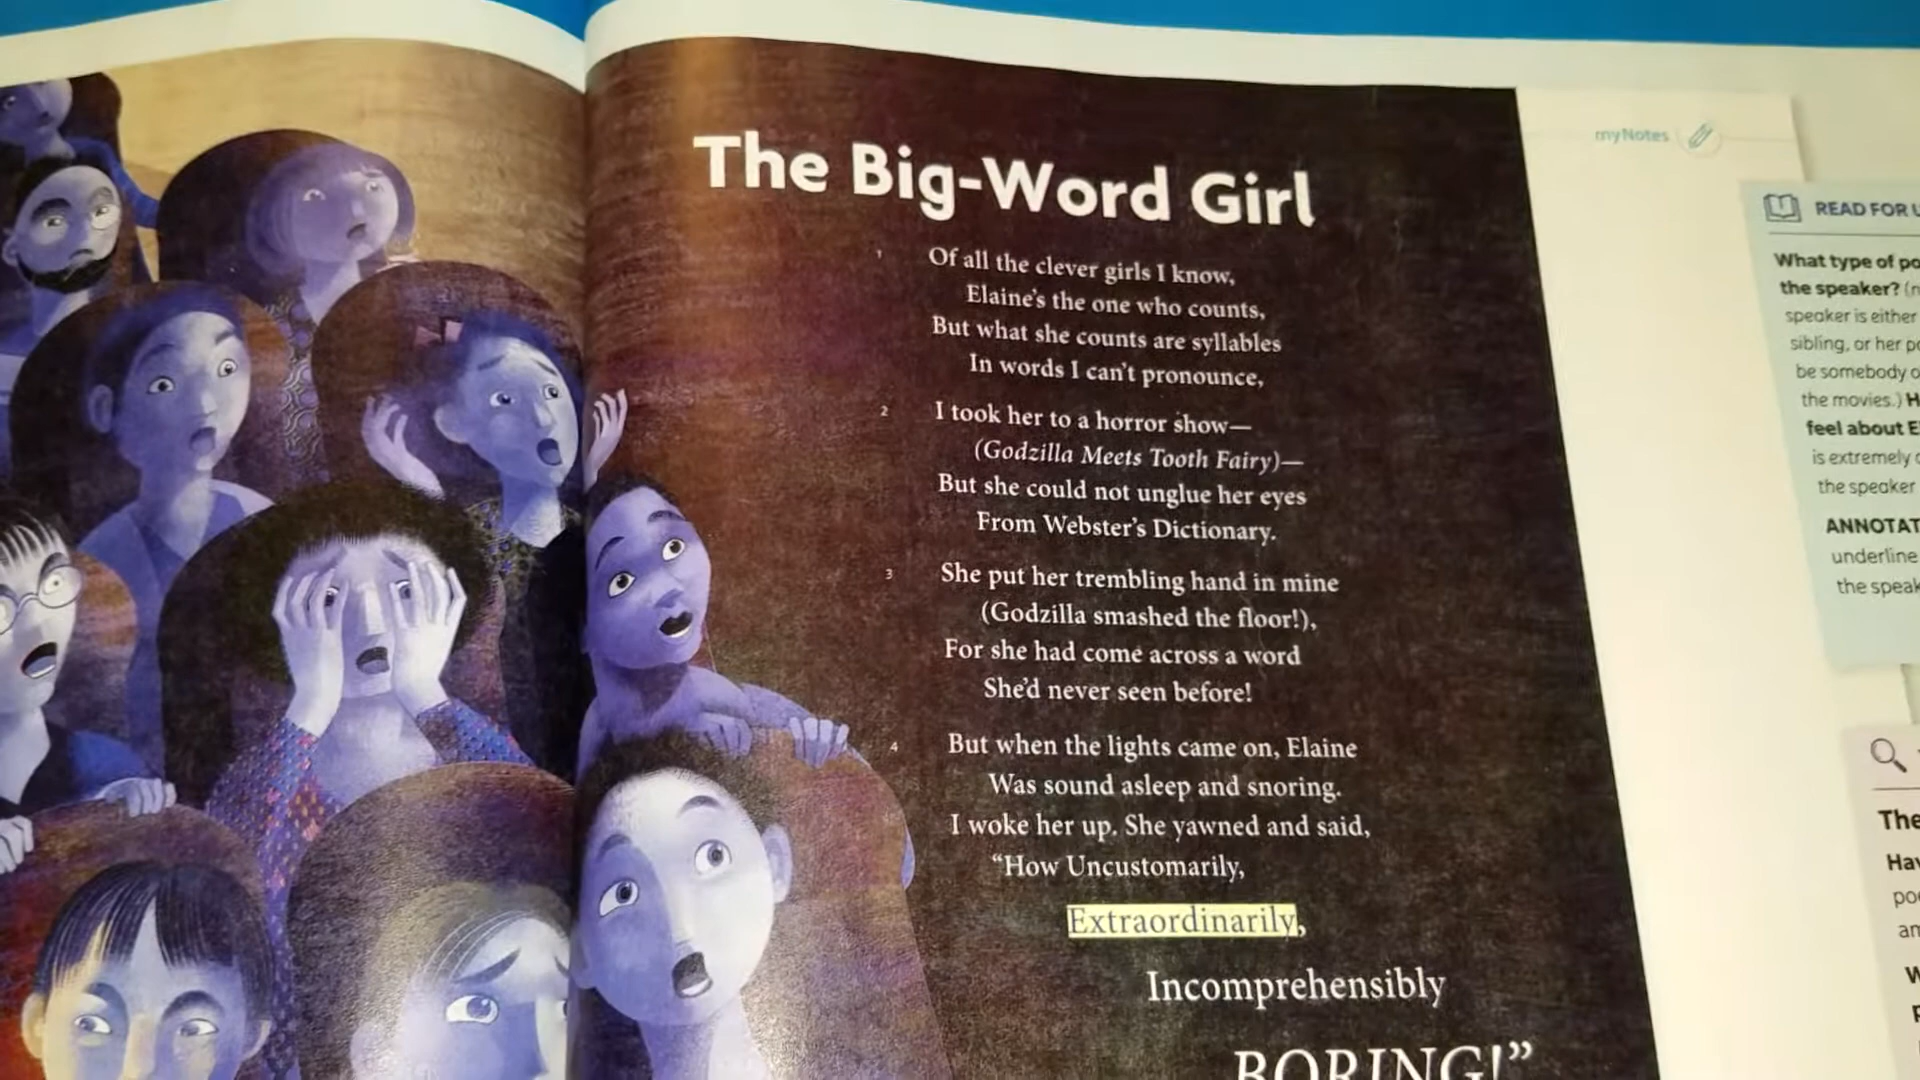 The Big-Word Girl
1 Of all the clever girls I know,
Elaine's the one who counts,
But what she counts are syllables
In words I can't pronounce,
2 I took her to a horror show—
(Godzilla Meets Tooth Fairy)—
But she could not unglue her eyes
From Webster's Dictionary.
3 She put her trembling hand in mine
(Godzilla smashed the floor!),
For she had come across a word
She'd never seen before!
4 But when the lights came on, Elaine
Was sound asleep and snoring.
I woke her up. She yawned and said,
“How Uncustomarily,
Extraordinarily,
Incomprehensibly
BORING!”
myNotes
READ FOR
What type of
the speaker?
speaker is either
sibling, or her
be somebody
the movies.)
feel about
is extremely
the speaker
underline
the
The